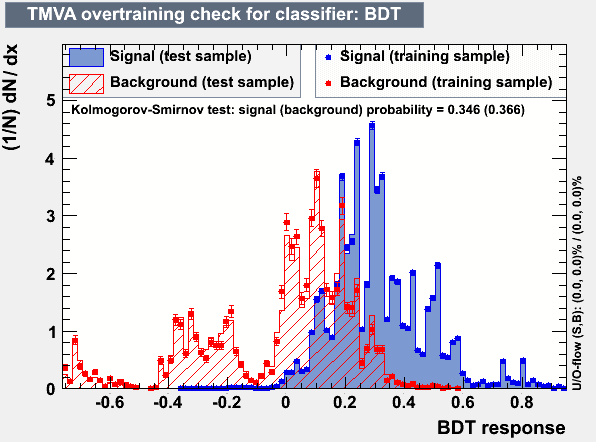 TMVA overtraining check for classifier: BDT
Signal (test sample)
Background (test sample)
Signal (training sample)
Background (training sample)
Kolmogorov-Smirnov test: signal (background) probability = 0.346 (0.366)
(1/N) dN / dx
5
4
3
2
1
0
-0.6 -0.4 -0.2 0 0.2 0.4 0.6 0.8
BDT response
U/O-flow (S,B): (0.0, 0.0)% / (0.0, 0.0)%